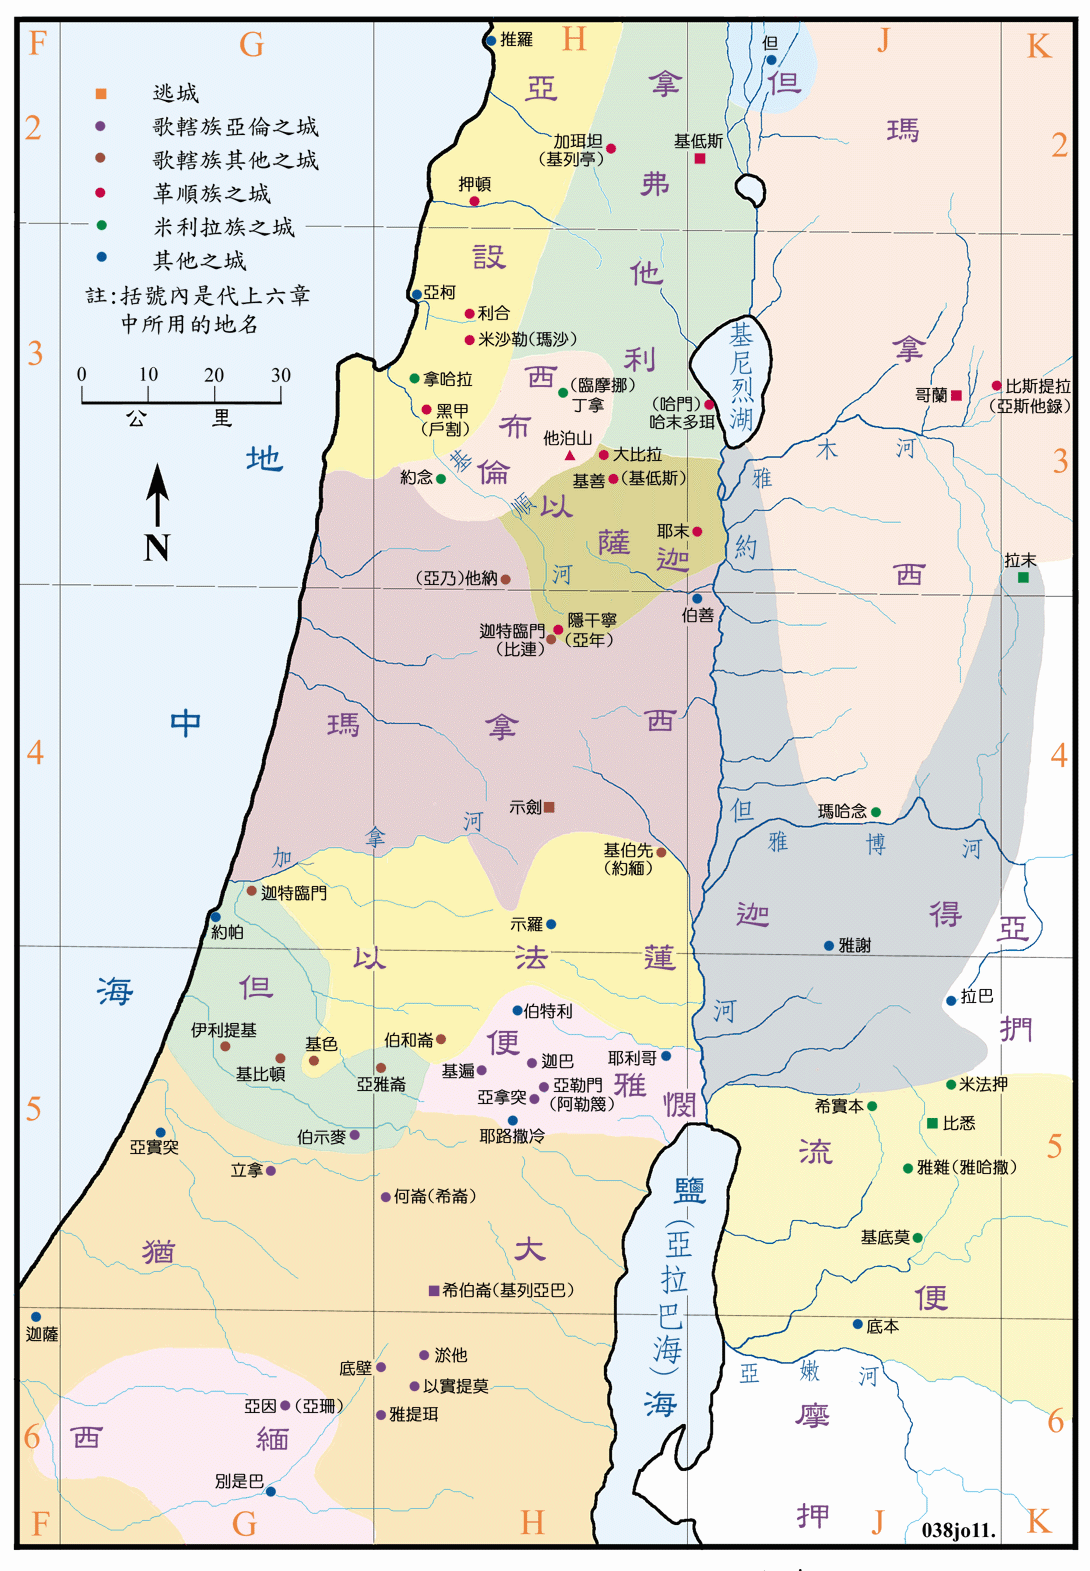 F
G
H
J
K
2
2
3
3
4
4
5
5
6
6
F
G
H
J
K
逃城
歌轄族亞倫之城
歌轄族其他之城
革順族之城
米利拉族之城
其他之城
註:括號內是代上六章
中所用的地名
0 10 20 30
公里
N
地中海
推羅
但
亞設
拿弗他利
但
瑪拿西
加珥坦
(基列亭)
基低斯
押頓
亞柯
利合
米沙勒(瑪沙)
拿哈拉
黑甲
(戶割)
西布倫
(臨摩挪)
丁拿
(哈門)
哈末多珥
基尼烈湖
哥蘭
比斯提拉
(亞斯他錄)
他泊山
大比拉
基善(基低斯)
約念
基順河
以薩迦
耶末
雅木河
約但河
拉末
(亞乃)他納
伯善
隱干寧
(亞年)
迦特臨門
(比連)
瑪拿西
示劍
瑪哈念
雅博河
加拿河
基伯先
(約緬)
迦特臨門
約帕
示羅
迦得
亞捫
雅謝
以法蓮
但
拉巴
伊利提基
基比頓
基色
伯和崙
亞雅崙
伯特利
便雅憫
基遍
迦巴
耶利哥
亞勒門
(阿勒篾)
亞拿突
耶路撒冷
米法押
希實本
比悉
流便
雅雜(雅哈撒)
基底莫
亞實突
伯示麥
立拿
何崙(希崙)
鹽(亞拉巴海)海
猶大
希伯崙(基列亞巴)
迦薩
底本
底壁
淤他
以實提莫
雅提珥
亞因(亞珊)
西緬
別是巴
亞嫩河
摩押
038jo11.